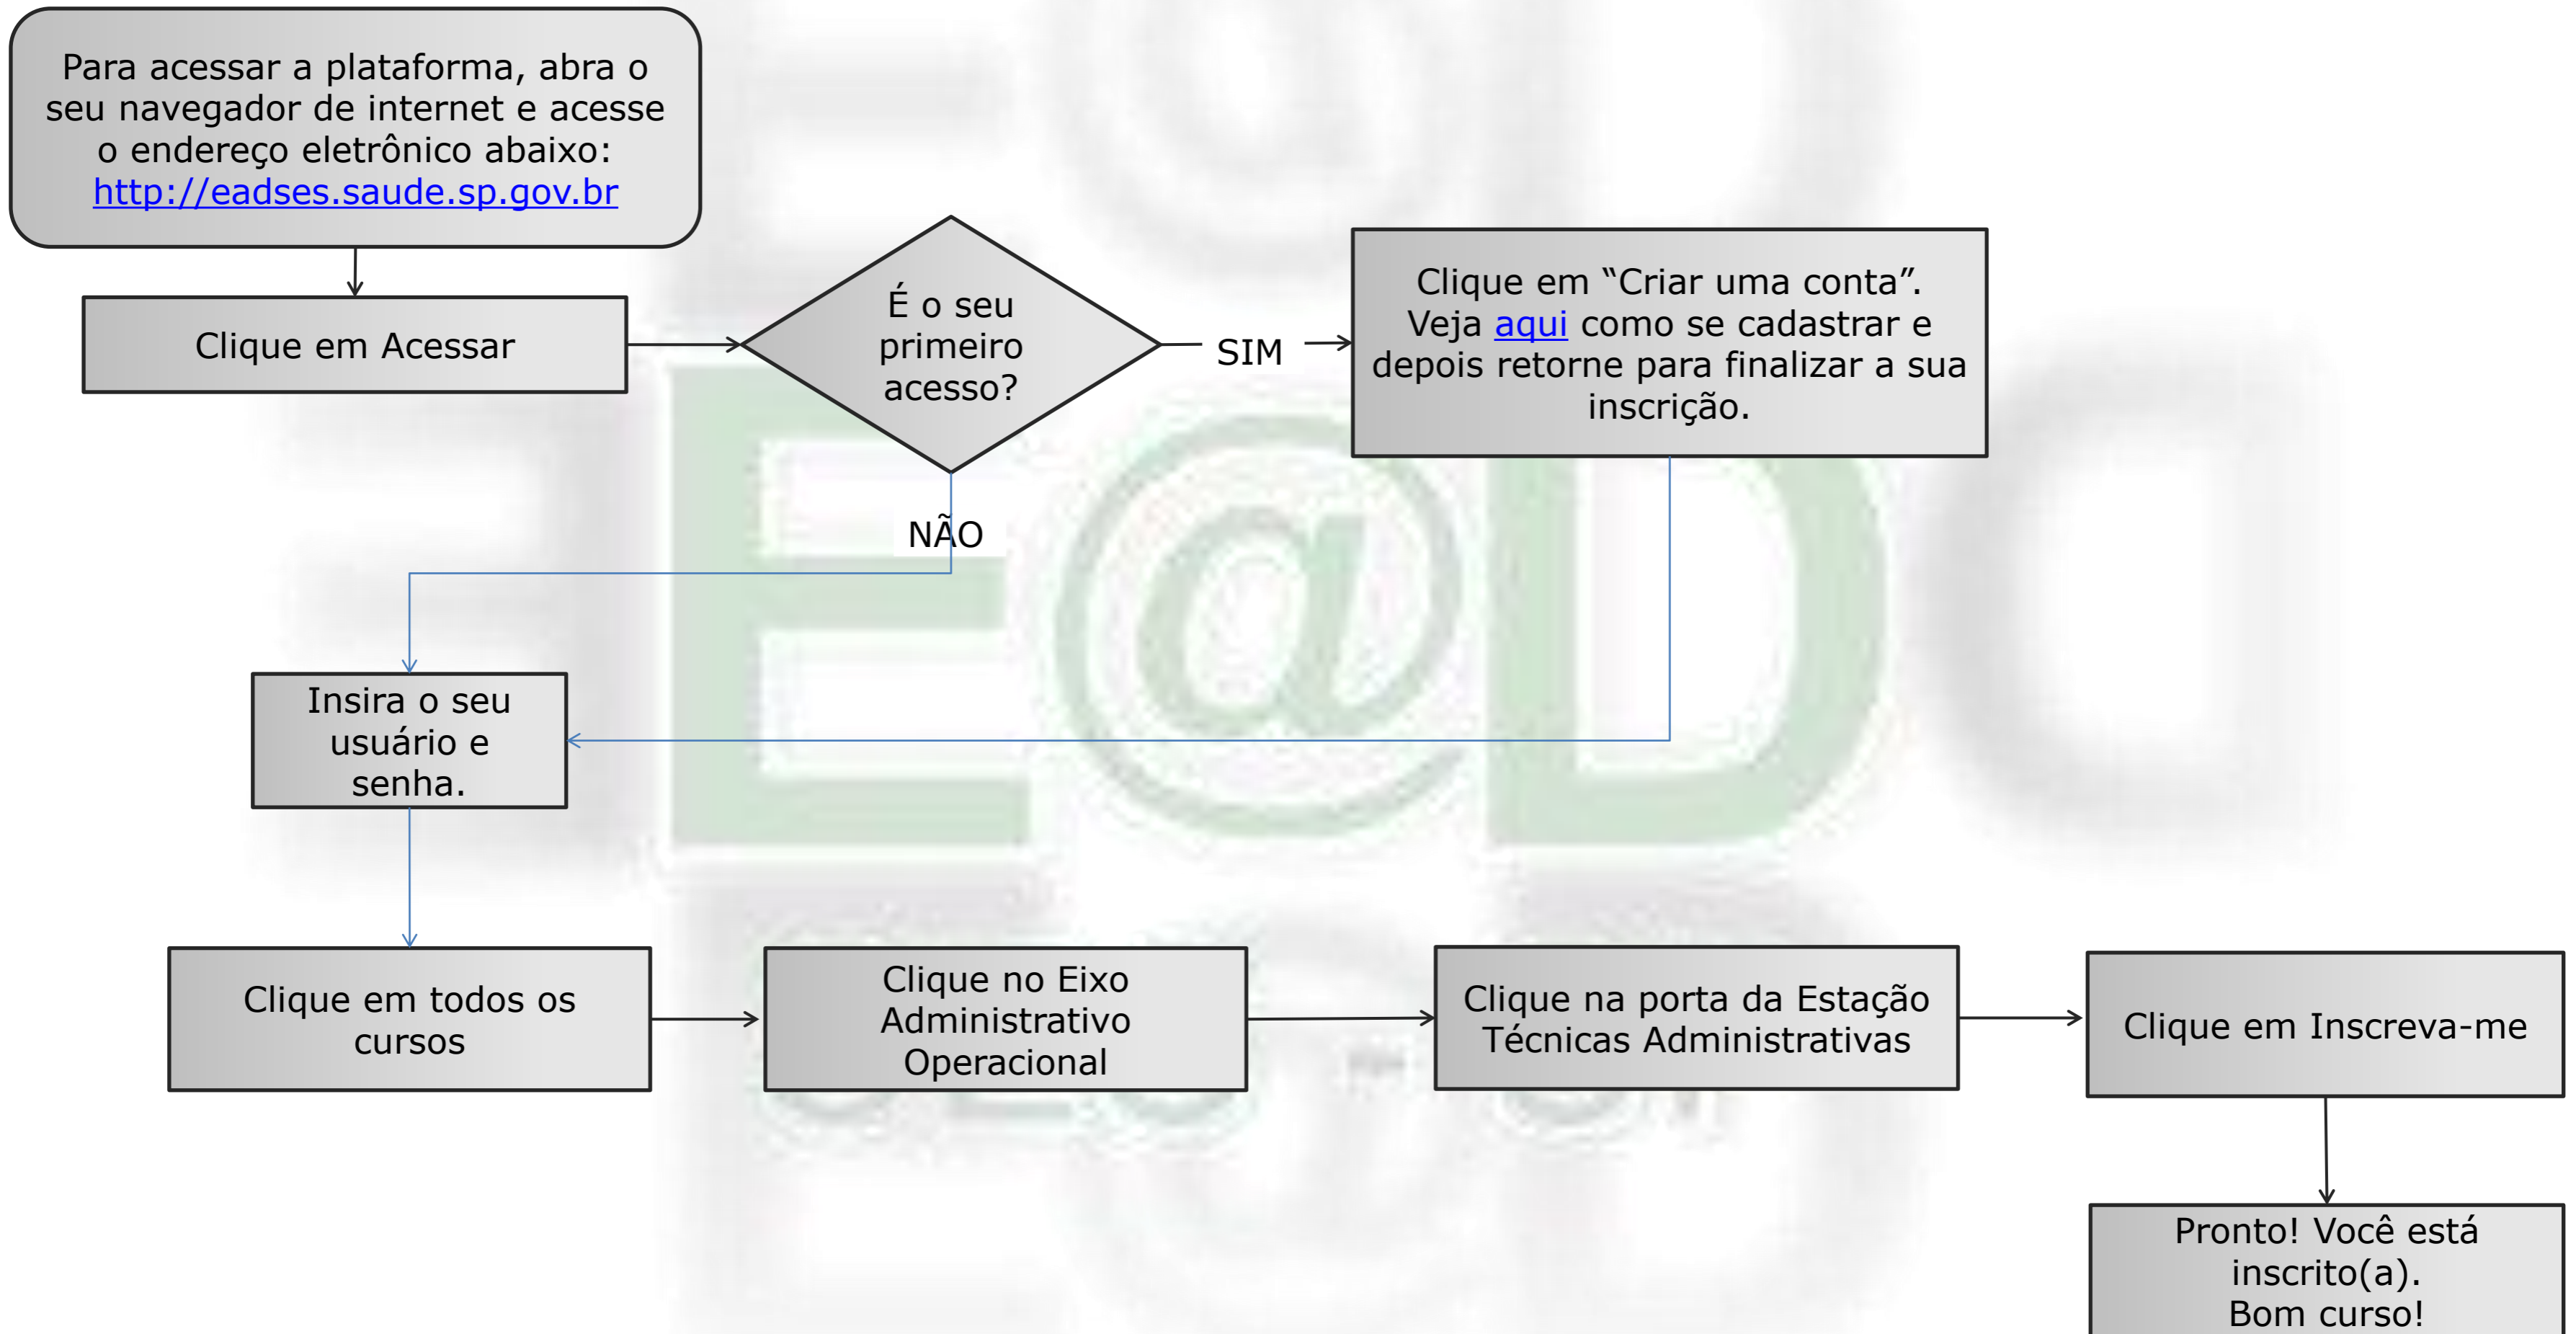 Para acessar a plataforma, abra o
seu navegador de internet e acesse
o endereço eletrônico abaixo:
http://eadses.saude.sp.gov.br
Clique em Acessar
É o seu
primeiro
acesso?
SIM
Clique em “Criar uma conta”.
Veja aqui como se cadastrar e
depois retorne para finalizar a sua
inscrição.
NÃO
E@D
Insira o seu
usuário e
senha.
Clique em todos os
cursos
Clique no Eixo
Administrativo
Operacional
Clique na porta da Estação
Técnicas Administrativas
Clique em Inscreva-me
Pronto! Você está
inscrito(a).
Bom curso!